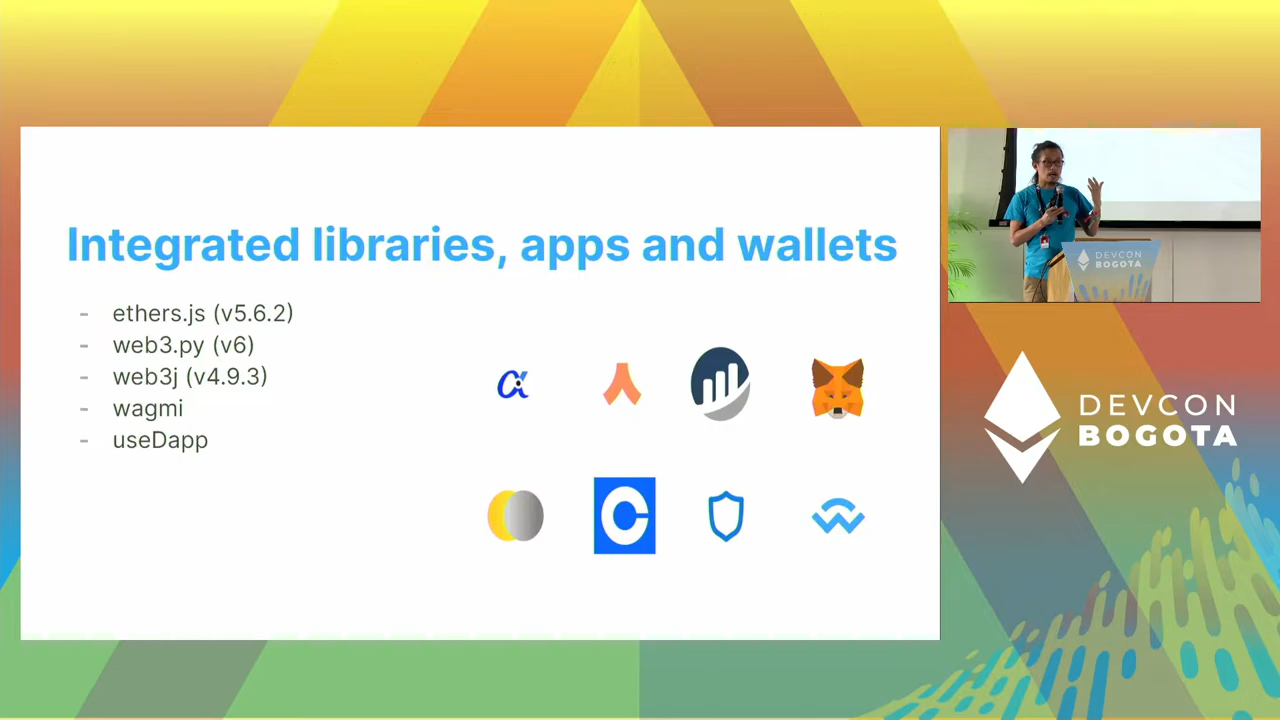 Integrated libraries, apps and wallets
- ethers.js (v5.6.2)
- web3.py (v6)
- web3j (v4.9.3)
- wagmi
- useDapp
DEVCON
BOGOTA
DEVCON
BOGOTA